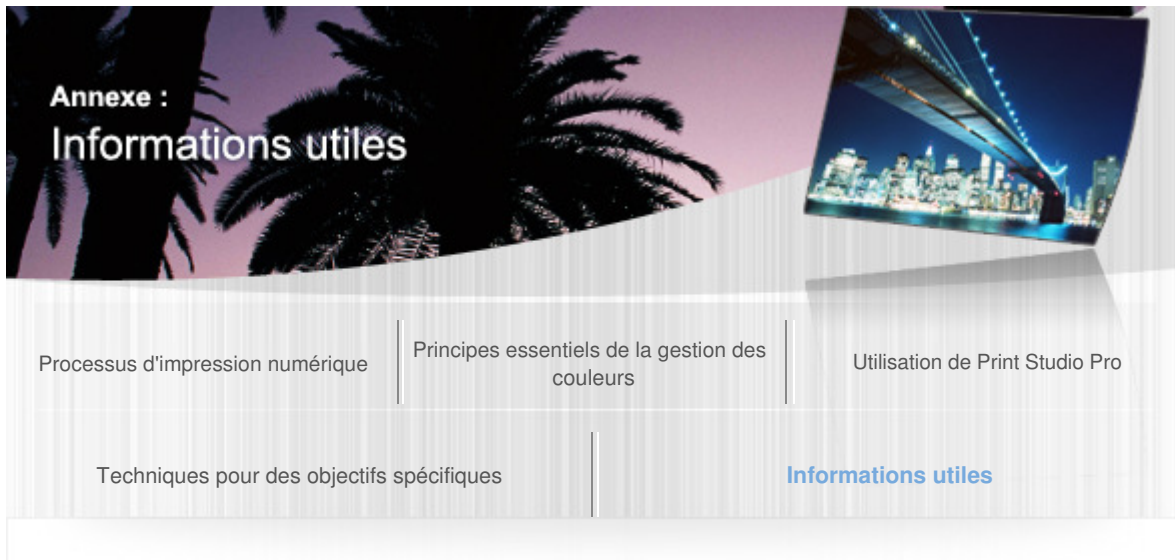 Annexe :
Informations utiles
Processus d'impression numérique
Principes essentiels de la gestion des
couleurs
Utilisation de Print Studio Pro
Techniques pour des objectifs spécifiques
Informations utiles